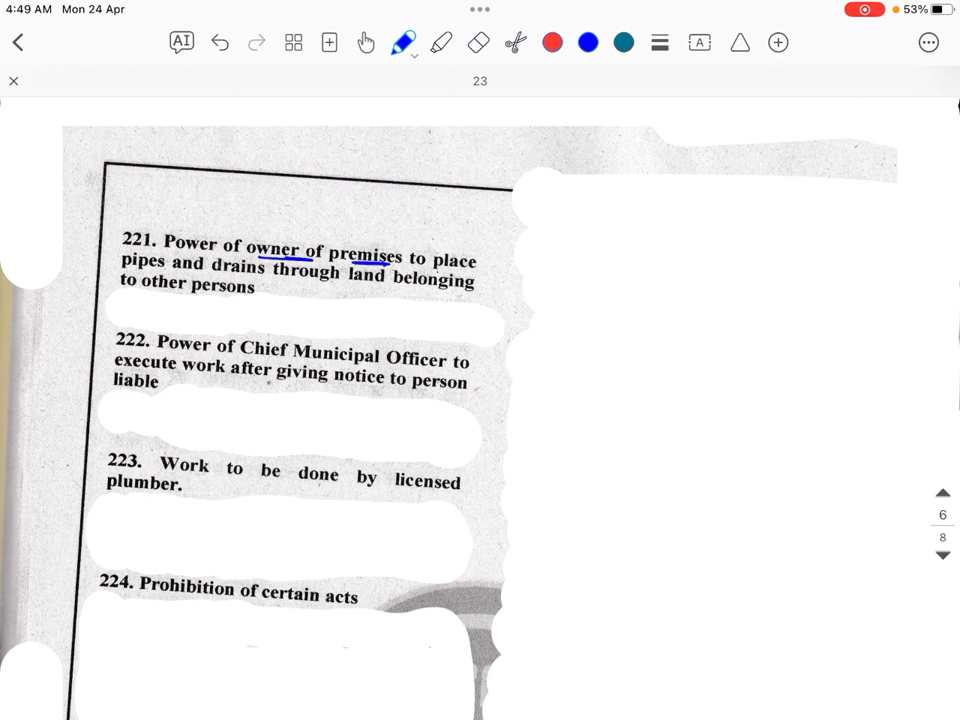 4:49 AM Mon 24 Apr
53%
AI
A
23
221. Power of owner of premises to place
pipes and drains through land belonging
to other persons
222. Power of Chief Municipal Officer to
execute work after giving notice to person
liable
223. Work to be done by licensed
plumber.
224. Prohibition of certain acts
6
8